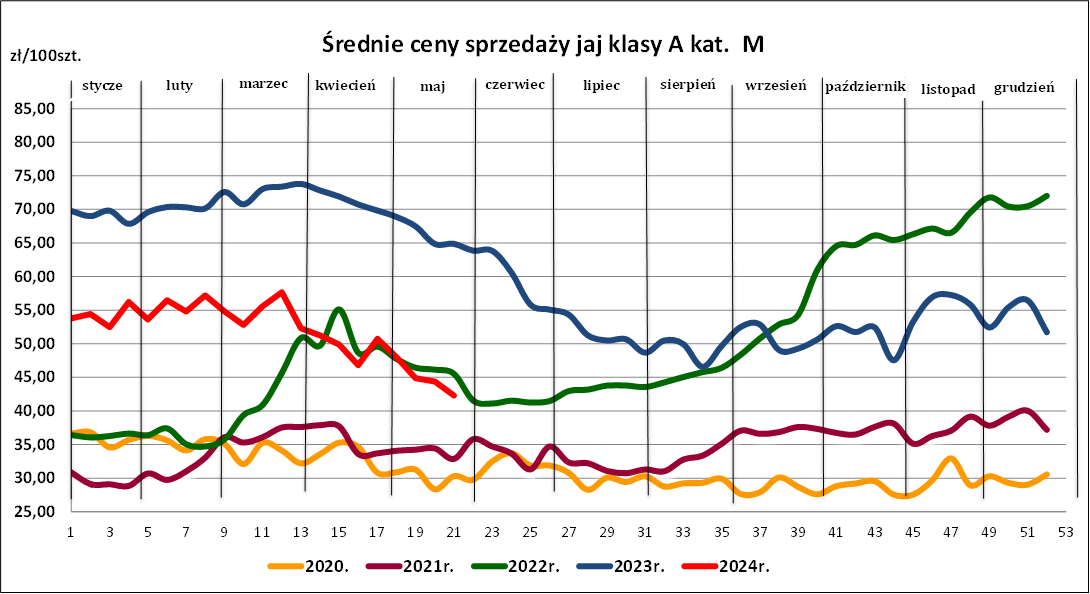 Średnie ceny sprzedaży jaj klasy A kat. M
zł/100szt.
stycze luty marzec kwiecień maj czerwiec lipiec sierpień wrzesień październik listopad grudzień
85,00
80,00
75,00
70,00
65,00
60,00
55,00
50,00
45,00
40,00
35,00
30,00
25,00
1 3 5 7 9 11 13 15 17 19 21 23 25 27 29 31 33 35 37 39 41 43 45 47 49 51 53
2020. 2021r. 2022r. 2023r. 2024r.